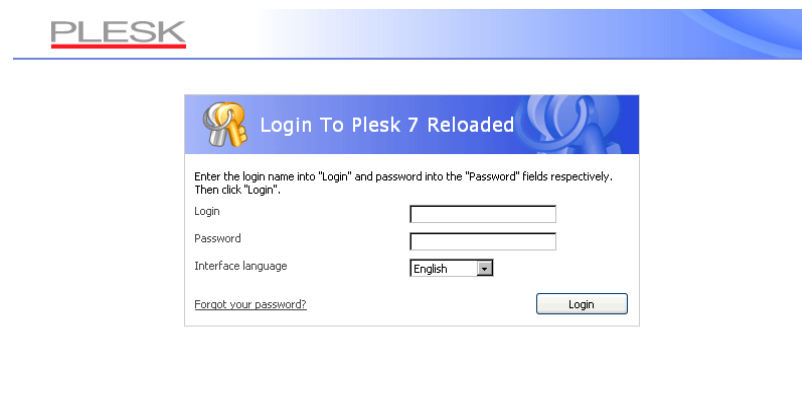 PLESK
Login To Plesk 7 Reloaded
Enter the login name into "Login" and password into the "Password" fields respectively.
Then click "Login".
Login
Password
Interface language
English
Forgot your password?
Login